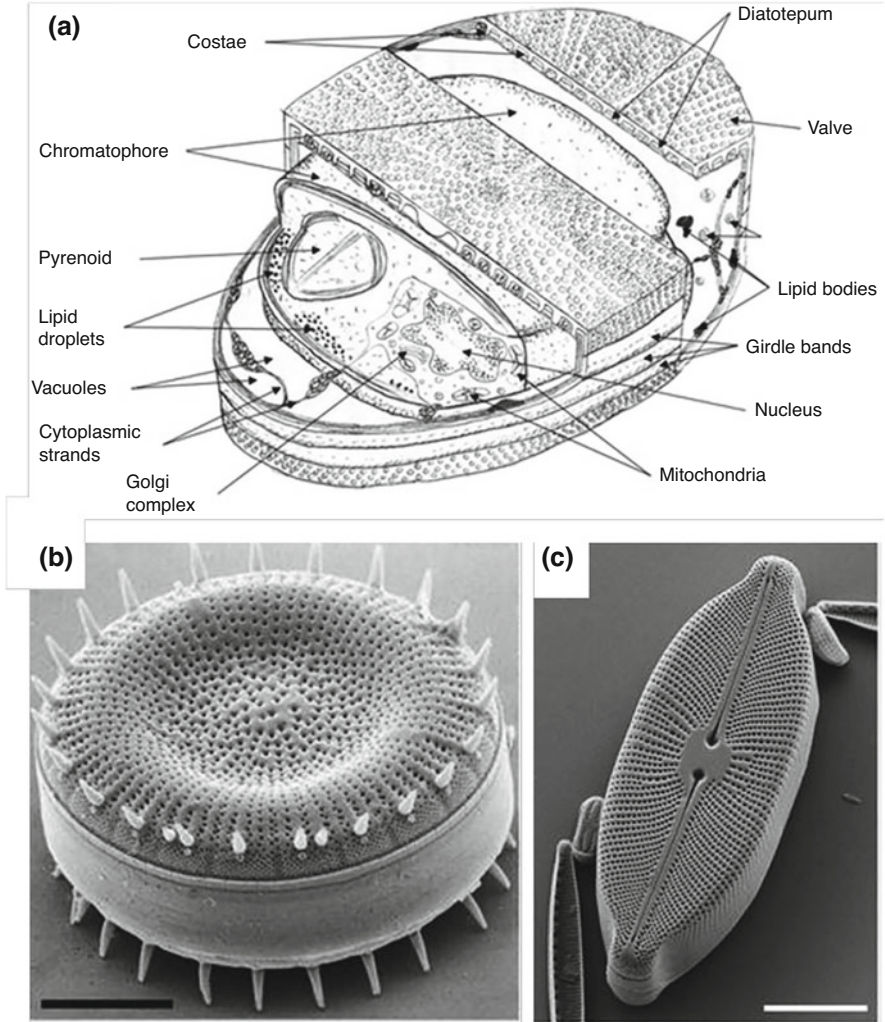 (a)
Diatotepum
Costae
Valve
Chromatophore
Pyrenoid
Lipid bodies
Lipid
droplets
Girdle bands
Vacuoles
Nucleus
Cytoplasmic
strands
Mitochondria
Golgi
complex
(b)
(c)